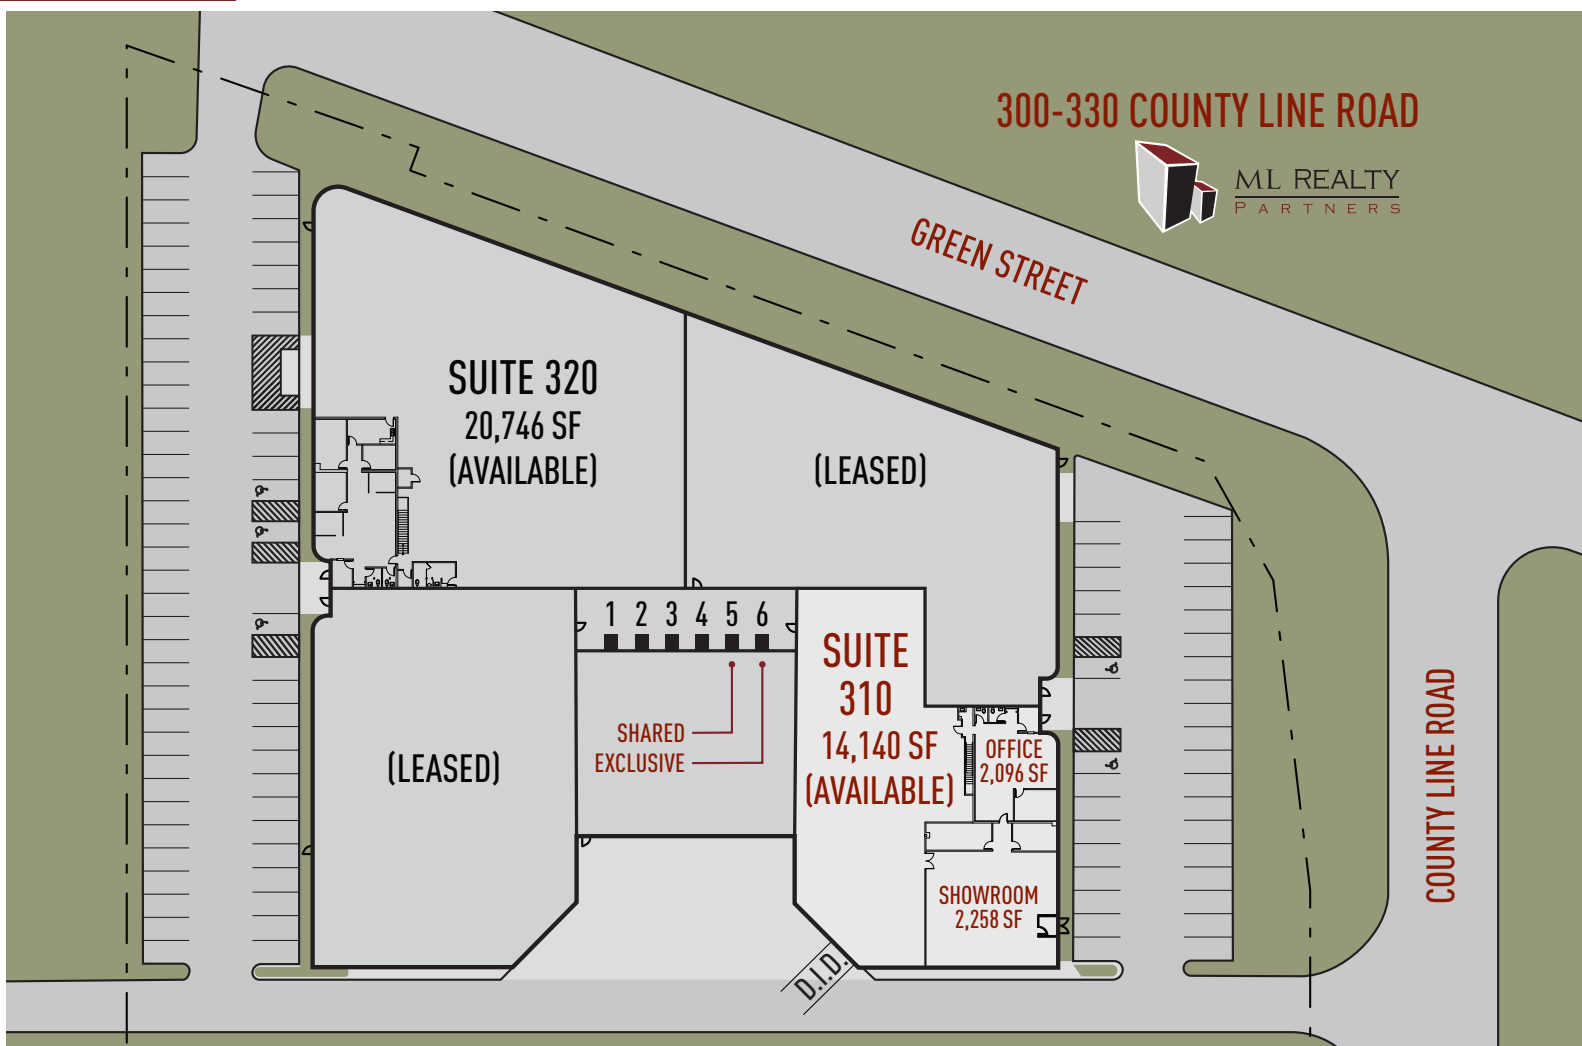 300-330 COUNTY LINE ROAD
ML REALTY
PARTNERS
GREEN STREET
SUITE 320
20,746 SF
(AVAILABLE)
(LEASED)
1 2 3 4 5 6
SHARED
EXCLUSIVE
(LEASED)
SUITE
310
14,140 SF
(AVAILABLE)
OFFICE
2,096 SF
SHOWROOM
2,258 SF
D.I.D.
COUNTY LINE ROAD